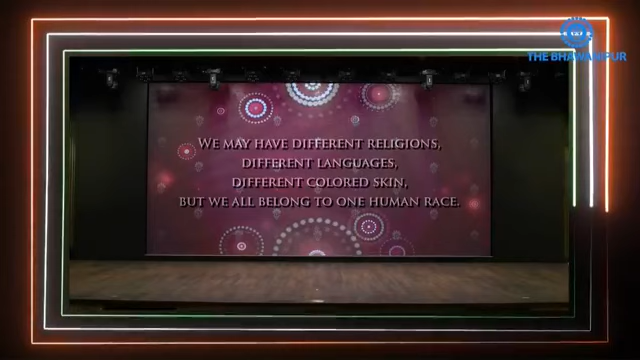 THE BHAWANIPUR
WE MAY HAVE DIFFERENT RELIGIONS,
DIFFERENT LANGUAGES,
DIFFERENT COLORED SKIN,
BUT WE ALL BELONG TO ONE HUMAN RACE.